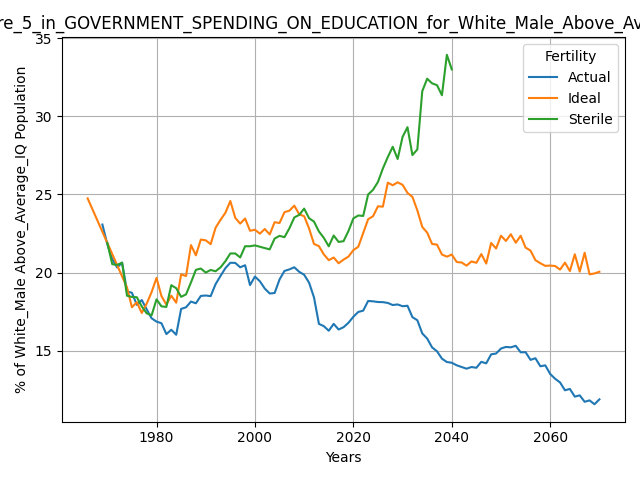 re_5_in_GOVERNMENT_SPENDING_ON_EDUCATION_for_White_Male_Above_Av
% of White_Male Above_Average_IQ Population
35
30
25
20
15
Fertility
Actual
Ideal
Sterile
1980
2000
2020
2040
2060
Years